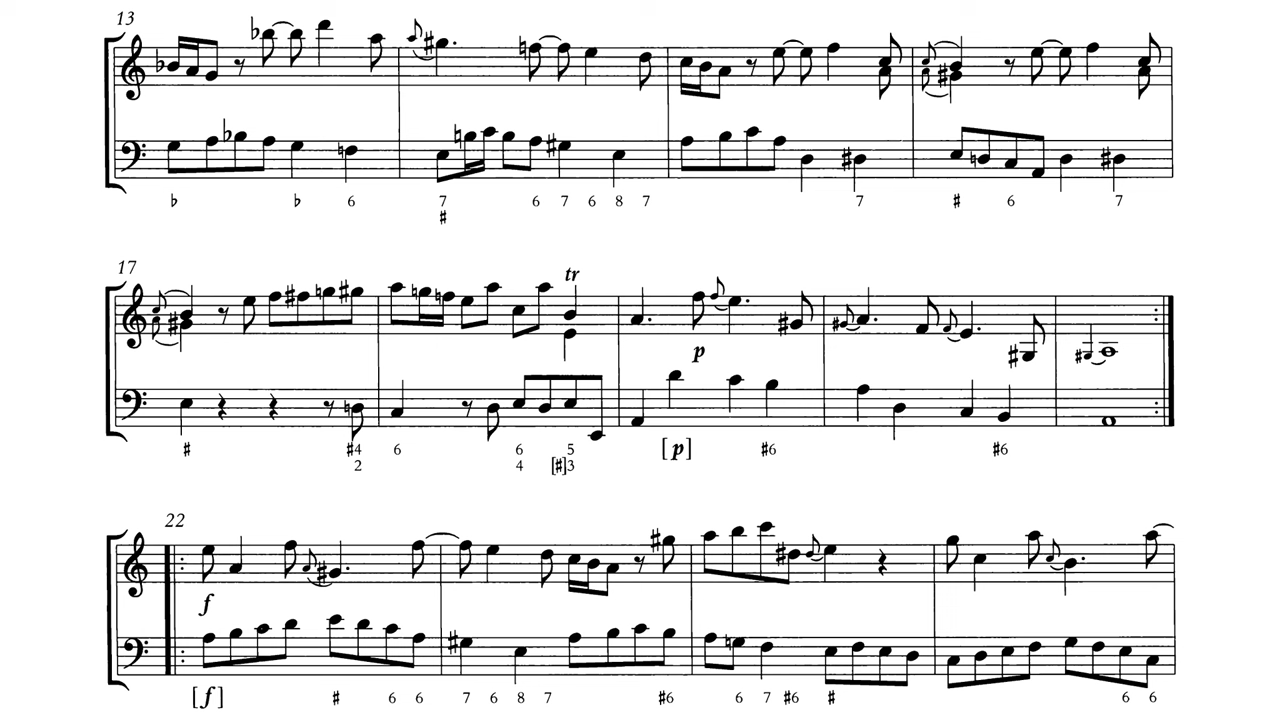 13
♭ ♭ 6 7 6 7 6 8 7 7 ♯ 6 7
♯
17
tr
p
♯ ♯4 6 6 5 [p] ♯6 ♯6
2 4 [♯]3
22
f
[f] ♯ 6 6 7 6 8 7 ♯6 6 7 ♯6 ♯ 6 6